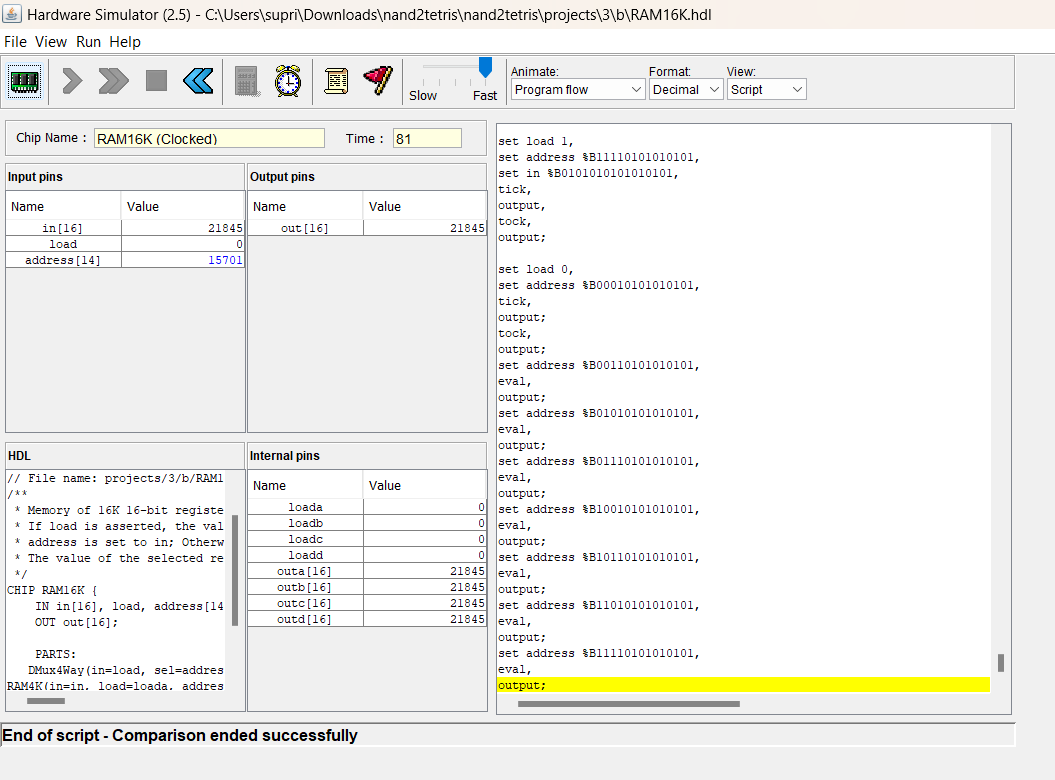 Hardware Simulator (2.5) - C:\Users\supri\Downloads\nand2tetris\nand2tetris\projects\3\b\RAM16K.hdl
File View Run Help
Slow Fast
Animate: Format: View:
Program flow Decimal Script
Chip Name : RAM16K (Clocked) Time : 81
Input pins
Name Value
in[16] 21845
load 0
address[14] 15701
Output pins
Name Value
out[16] 21845
HDL
// File name: projects/3/b/RAM1
/**
* Memory of 16K 16-bit registe
* If load is asserted, the val
* address is set to in; Otherw
* The value of the selected re
*/
CHIP RAM16K {
IN in[16], load, address[14
OUT out[16];
PARTS:
DMux4Way(in=load, sel=addres
RAM4K(in=in, load=loada, addres
Internal pins
Name Value
loada 0
loadb 0
loadc 0
loadd 0
outa[16] 21845
outb[16] 21845
outc[16] 21845
outd[16] 21845
set load 1,
set address %B11110101010101,
set in %B0101010101010101,
tick,
output,
tock,
output;
set load 0,
set address %B00010101010101,
tick,
output;
tock,
output;
set address %B00110101010101,
eval,
output;
set address %B01010101010101,
eval,
output;
set address %B01110101010101,
eval,
output;
set address %B10010101010101,
eval,
output;
set address %B10110101010101,
eval,
output;
set address %B11010101010101,
eval,
output;
set address %B11110101010101,
eval,
output;
End of script - Comparison ended successfully